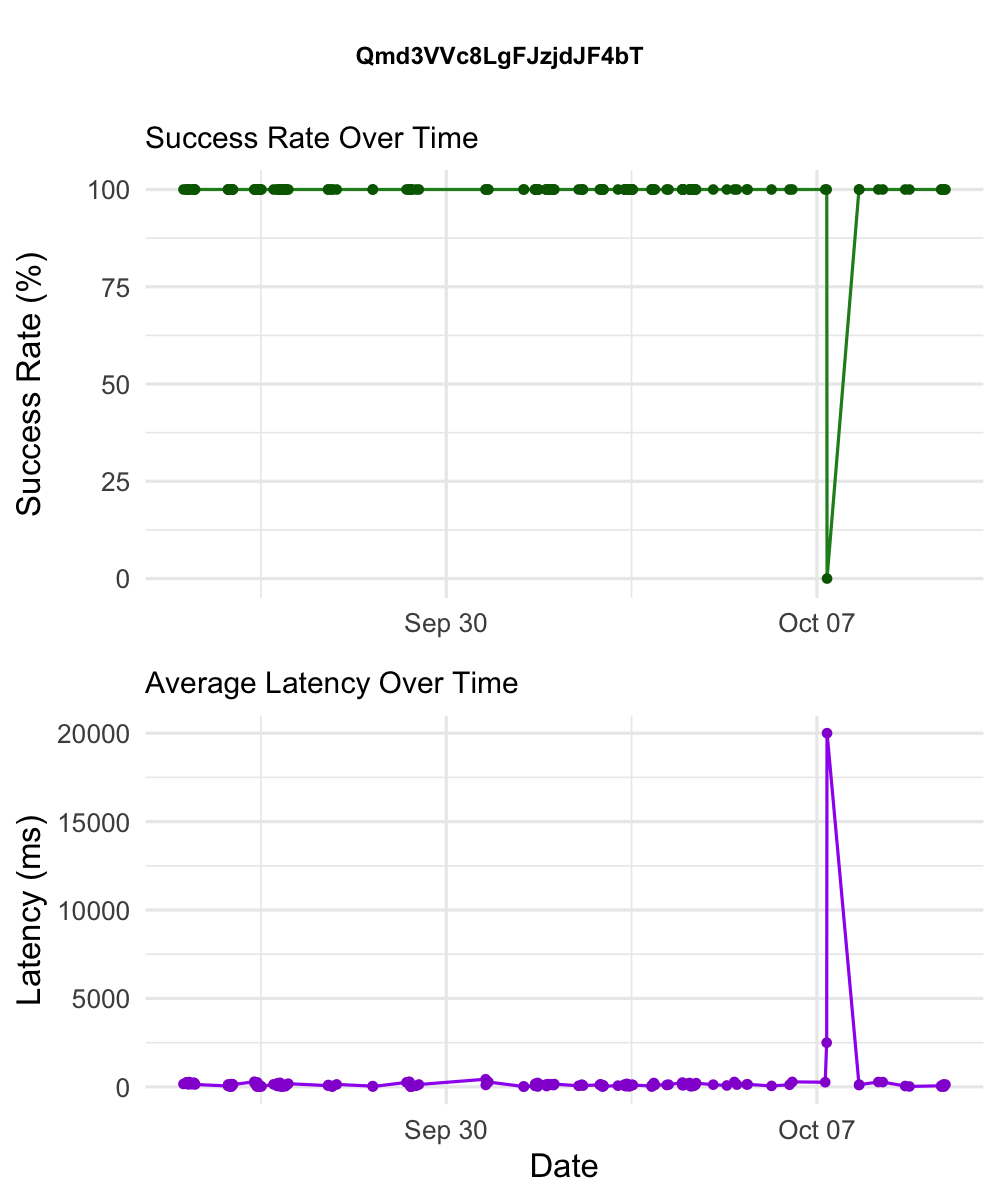 Qmd3VVc8LgFJzjdJF4bT
Success Rate Over Time
100
75
50
25
0
Success Rate (%)
Sep 30 Oct 07
Average Latency Over Time
20000
15000
10000
5000
0
Latency (ms)
Sep 30 Oct 07
Date